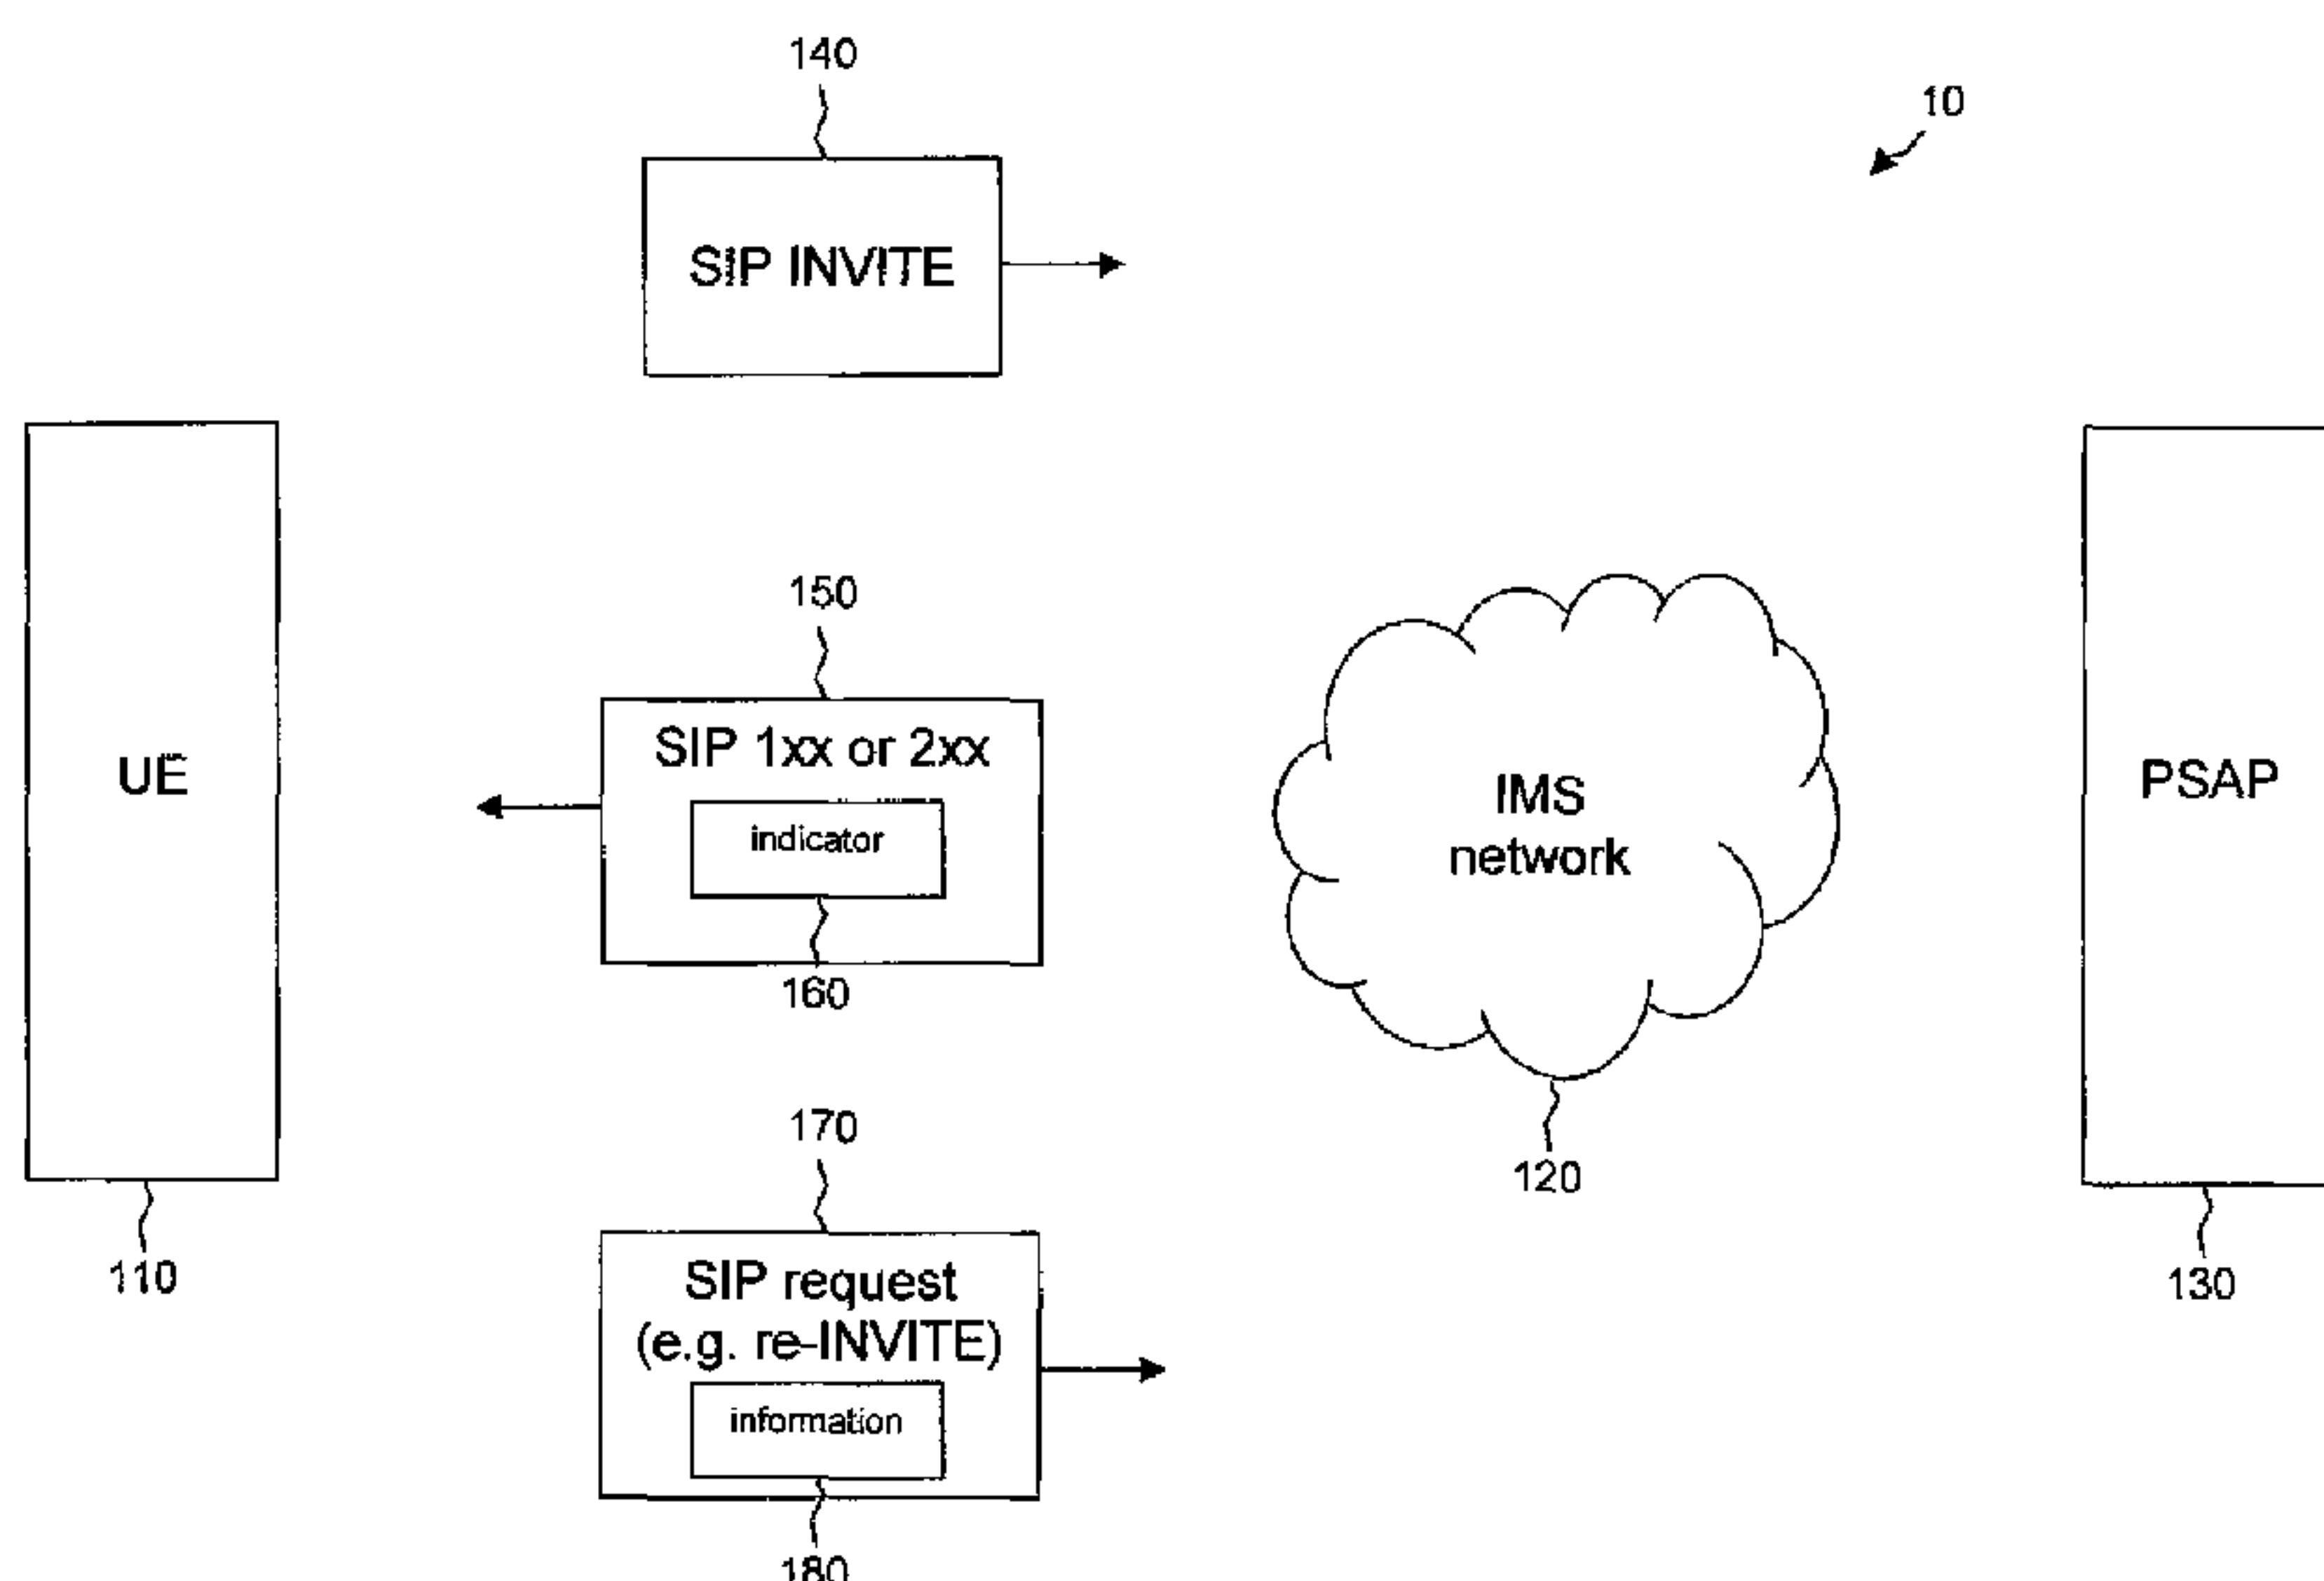 140
10
SIP INVITE
150
SIP 1xx or 2xx
indicator
160
UE
110
IMS
network
120
PSAP
130
170
SIP request
(e.g. re-INVITE)
information
180